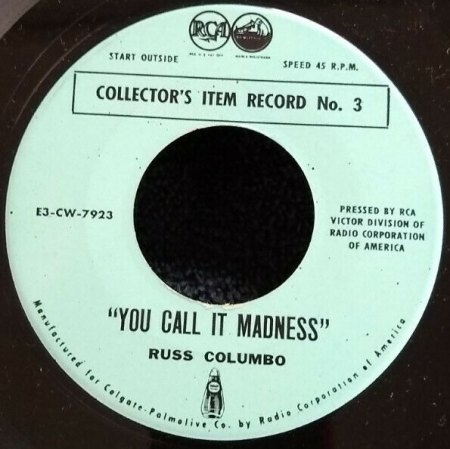 RCA
START OUTSIDE
SPEED 45 R.P.M.
COLLECTOR'S ITEM RECORD No. 3
E3-CW-7923
PRESSED BY RCA
VICTOR DIVISION OF
RADIO CORPORATION
OF AMERICA
"YOU CALL IT MADNESS"
RUSS COLUMBO
Manufactured for Colgate-Palmolive Co. by Radio Corporation of America